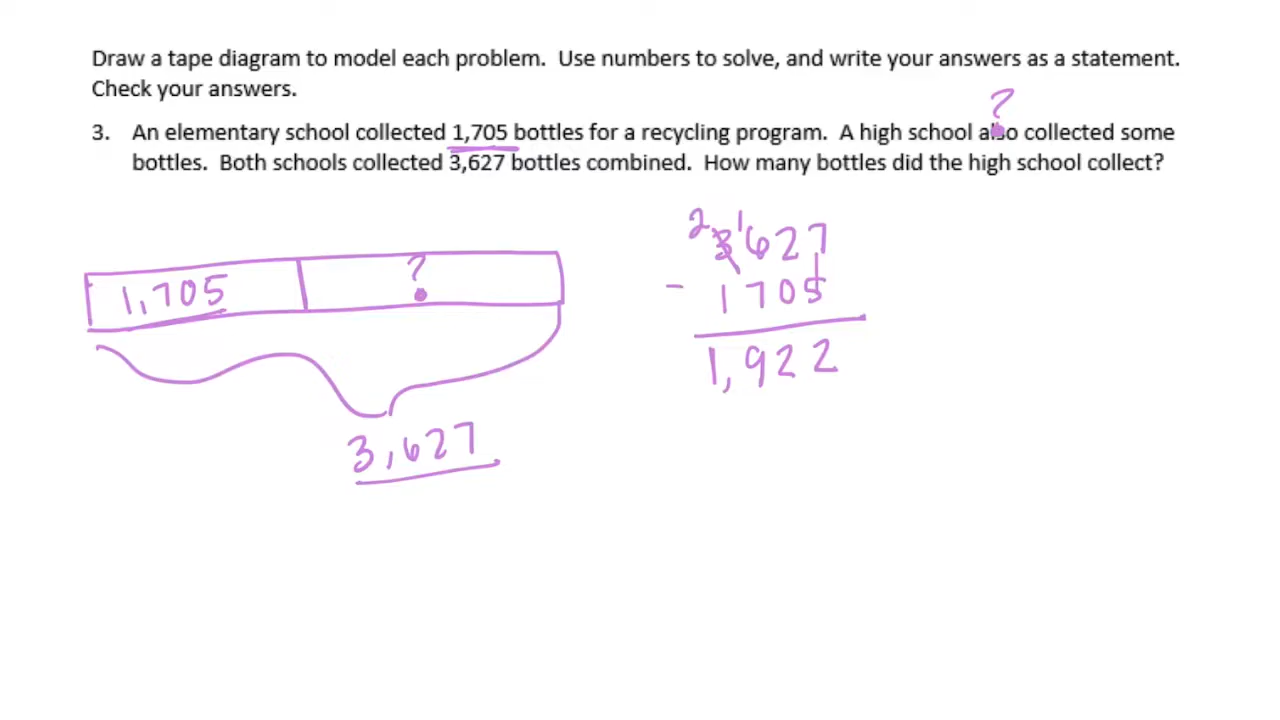 Draw a tape diagram to model each problem. Use numbers to solve, and write your answers as a statement.
Check your answers.
?
3. An elementary school collected 1,705 bottles for a recycling program. A high school also collected some
bottles. Both schools collected 3,627 bottles combined. How many bottles did the high school collect?
1,705 ?
3,627
2 1
3627
- 1705
1,922